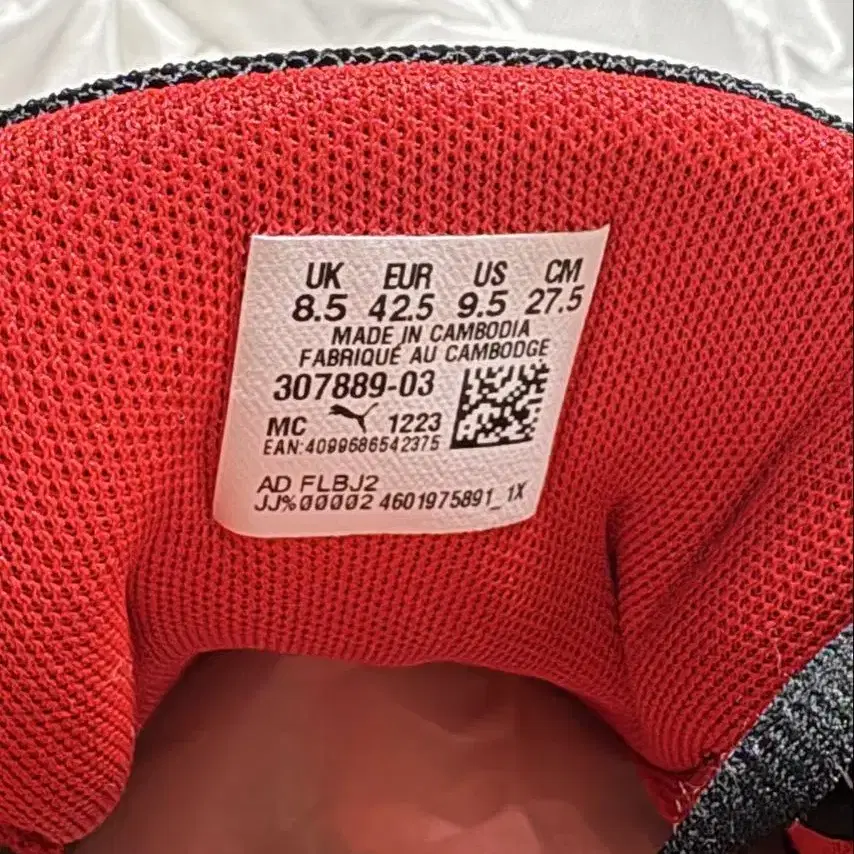 UK EUR US CM
8.5 42.5 9.5 27.5
MADE IN CAMBODIA
FABRIQUÉ AU CAMBODGE
307889-03
MC 1223
EAN:4099686542375
AD FLBJ2
JJ%00002 4601975891_1X